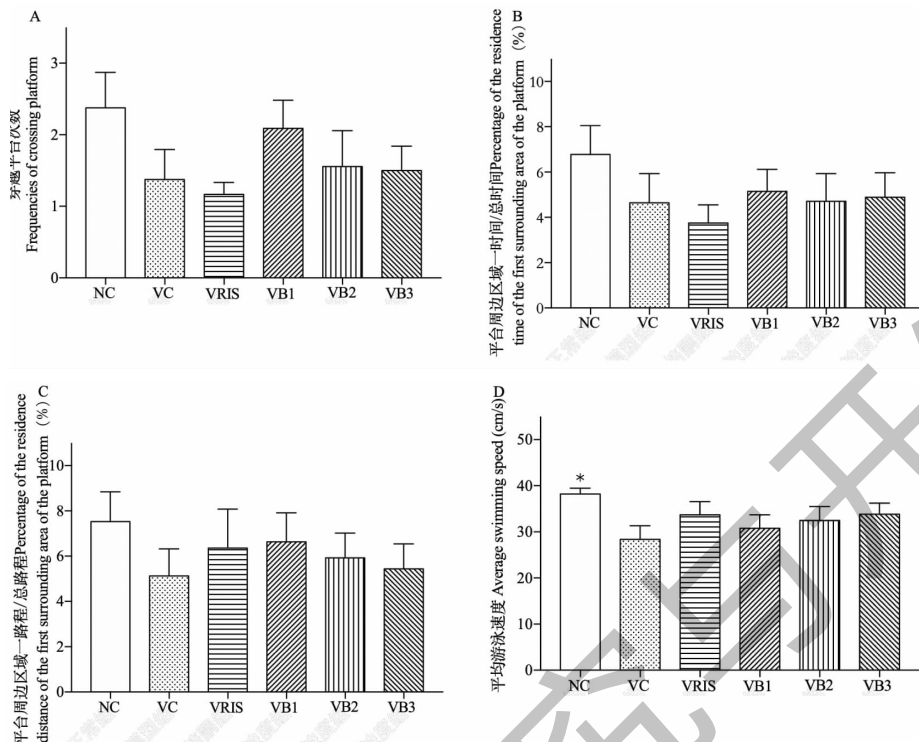 A
穿越平台次数
Frequencies of crossing platform
3
2
1
0
NC VC VRIS VB1 VB2 VB3
B
平台周边区域一时间/总时间Percentage of the residence
time of the first surrounding area of the platform（%）
10
8
6
4
2
0
NC VC VRIS VB1 VB2 VB3
C
平台周边区域一路程/总路程Percentage of the residence
distance of the first surrounding area of the platform（%）
10
8
6
4
2
0
NC VC VRIS VB1 VB2 VB3
D
平均游泳速度 Average swimming speed (cm/s)
50
40
30
20
10
0
*
NC VC VRIS VB1 VB2 VB3
究与开